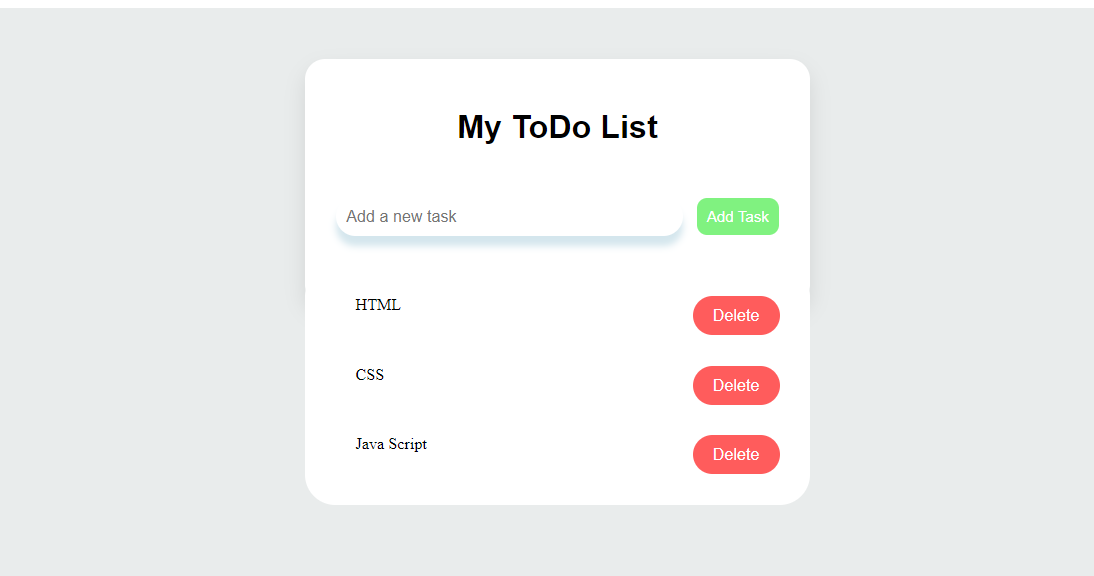 My ToDo List
Add a new task
Add Task
HTML
Delete
CSS
Delete
Java Script
Delete